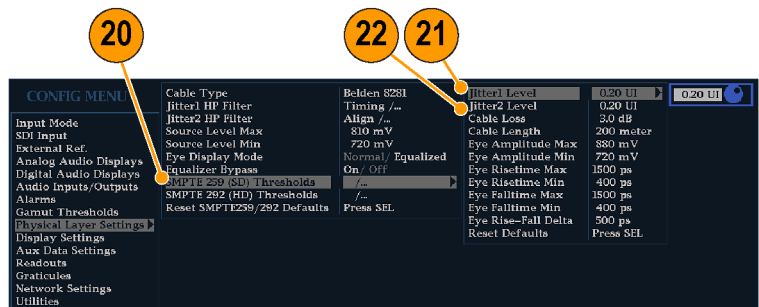 20
22
21
CONFIG MENU
Input Mode
SDI Input
External Ref.
Analog Audio Displays
Digital Audio Displays
Audio Inputs/Outputs
Alarms
Gamut Thresholds
Physical Layer Settings
Display Settings
Aux Data Settings
Readouts
Graticules
Network Settings
Utilities
Cable Type Belden 8281
Jitter1 HP Filter Timing /...
Jitter2 HP Filter Align /...
Source Level Max 810 mV
Source Level Min 720 mV
Eye Display Mode Normal/ Equalized
Equalizer Bypass On/ Off
SMPTE 259 (SD) Thresholds /...
SMPTE 292 (HD) Thresholds /...
Reset SMPTE259/292 Defaults Press SEL
Jitter1 Level 0.20 UI
Jitter2 Level 0.20 UI
Cable Loss 3.0 dB
Cable Length 200 meter
Eye Amplitude Max 880 mV
Eye Amplitude Min 720 mV
Eye Risetime Max 1500 ps
Eye Risetime Min 400 ps
Eye Falltime Max 1500 ps
Eye Falltime Min 400 ps
Eye Rise-Fall Delta 500 ps
Reset Defaults Press SEL
0.20 UI